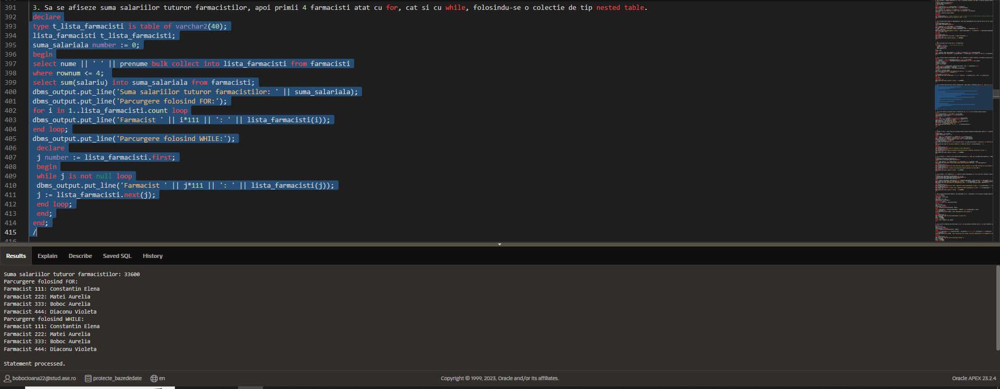 391 3. Sa se afiseze suma salariilor tuturor farmacistilor, apoi primii 4 farmacisti atat cu for, cat si cu while, folosindu-se o colectie de tip nested table.
392 declare
393 type t_lista_farmacisti is table of varchar2(40);
394 lista_farmacisti t_lista_farmacisti;
395 suma_salariala number := 0;
396 begin
397 select nume || ' ' || prenume bulk collect into lista_farmacisti from farmacisti
398 where rownum <= 4;
399 select sum(salariu) into suma_salariala from farmacisti;
400 dbms_output.put_line('Suma salariilor tuturor farmacistilor: ' || suma_salariala);
401 dbms_output.put_line('Parcurgere folosind FOR:');
402 for i in 1..lista_farmacisti.count loop
403 dbms_output.put_line('Farmacist ' || i*111 || ': ' || lista_farmacisti(i));
404 end loop;
405 dbms_output.put_line('Parcurgere folosind WHILE:');
406 declare
407 j number := lista_farmacisti.first;
408 begin
409 while j is not null loop
410 dbms_output.put_line('Farmacist ' || j*111 || ': ' || lista_farmacisti(j));
411 j := lista_farmacisti.next(j);
412 end loop;
413 end;
414 end;
415 /
416
Results Explain Describe Saved SQL History
Suma salariilor tuturor farmacistilor: 33600
Parcurgere folosind FOR:
Farmacist 111: Constantin Elena
Farmacist 222: Matei Aurelia
Farmacist 333: Boboc Aurelia
Farmacist 444: Diaconu Violeta
Parcurgere folosind WHILE:
Farmacist 111: Constantin Elena
Farmacist 222: Matei Aurelia
Farmacist 333: Boboc Aurelia
Farmacist 444: Diaconu Violeta
Statement processed.
bobocioana22@stud.ase.ro proiecte_bazededate en Copyright © 1999, 2023, Oracle and/or its affiliates. Oracle APEX 23.2.4